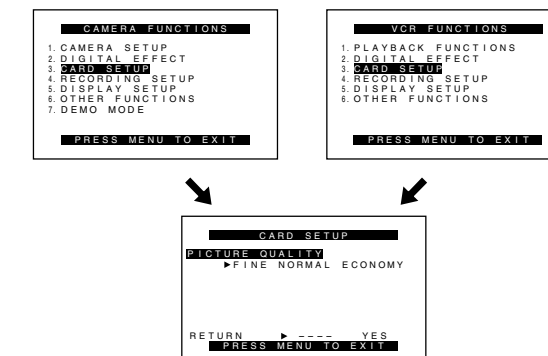 CAMERA FUNCTIONS
1. CAMERA SETUP
2. DIGITAL EFFECT
3. CARD SETUP
4. RECORDING SETUP
5. DISPLAY SETUP
6. OTHER FUNCTIONS
7. DEMO MODE
PRESS MENU TO EXIT
VCR FUNCTIONS
1. PLAYBACK FUNCTIONS
2. DIGITAL EFFECT
3. CARD SETUP
4. RECORDING SETUP
5. DISPLAY SETUP
6. OTHER FUNCTIONS
PRESS MENU TO EXIT
CARD SETUP
PICTURE QUALITY
►FINE NORMAL ECONOMY
RETURN ► ---- YES
PRESS MENU TO EXIT